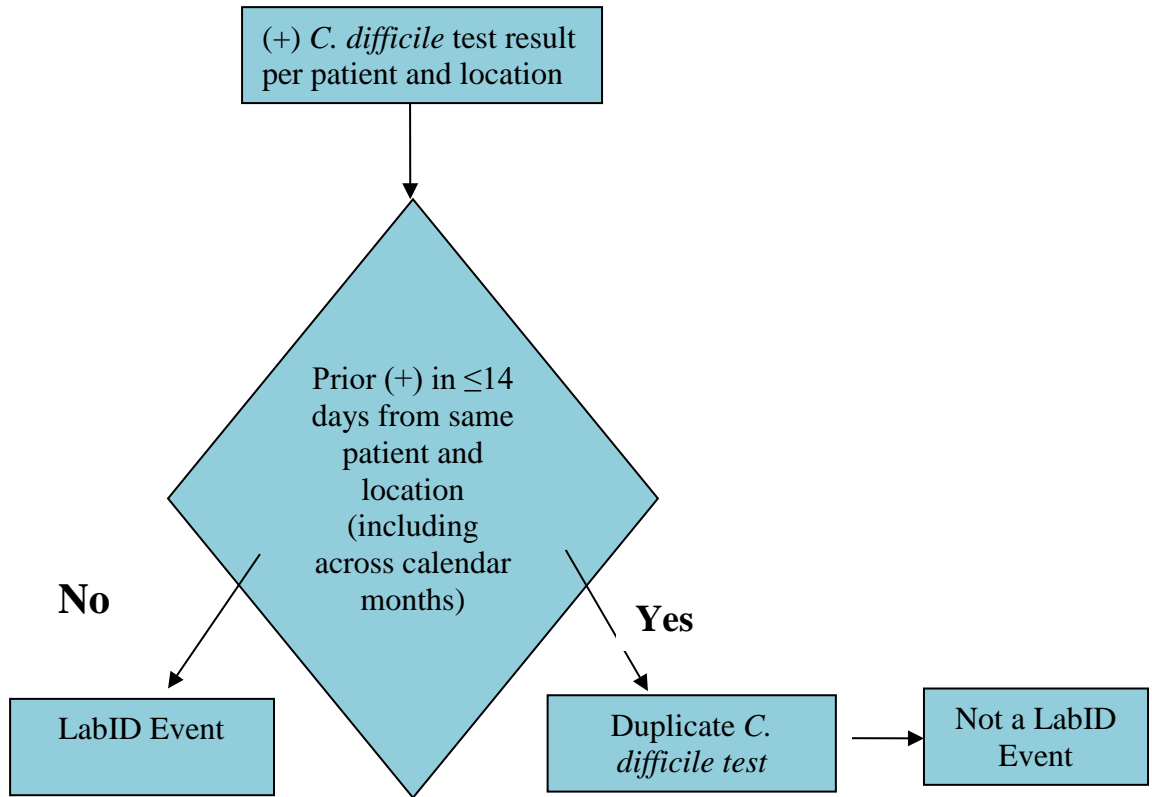 (+) C. difficile test result
per patient and location
Prior (+) in ≤14
days from same
patient and
location
(including
across calendar
months)
No
Yes
LabID Event
Duplicate C.
difficile test
Not a LabID
Event